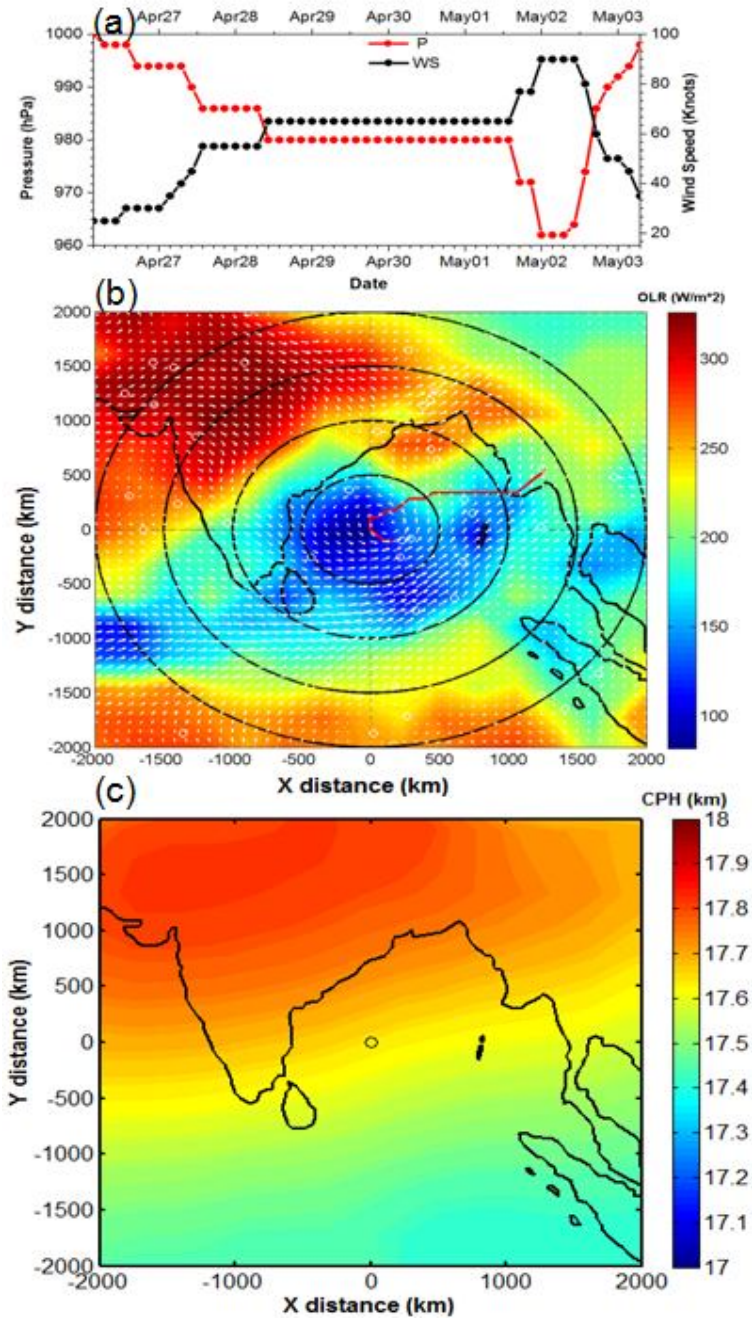 (a)
Apr27 Apr28 Apr29 Apr30 May01 May02 May03
P
WS
1000
990
980
970
960
Pressure (hPa)
100
80
60
40
20
Wind Speed (Knots)
Apr27 Apr28 Apr29 Apr30 May01 May02 May03
Date
(b)
OLR (W/m^2)
2000
1500
1000
500
0
-500
-1000
-1500
-2000
Y distance (km)
300
250
200
150
100
-2000 -1500 -1000 -500 0 500 1000 1500 2000
X distance (km)
(c)
CPH (km)
2000
1500
1000
500
0
-500
-1000
-1500
-2000
Y distance (km)
18
17.9
17.8
17.7
17.6
17.5
17.4
17.3
17.2
17.1
17
-2000 -1000 0 1000 2000
X distance (km)